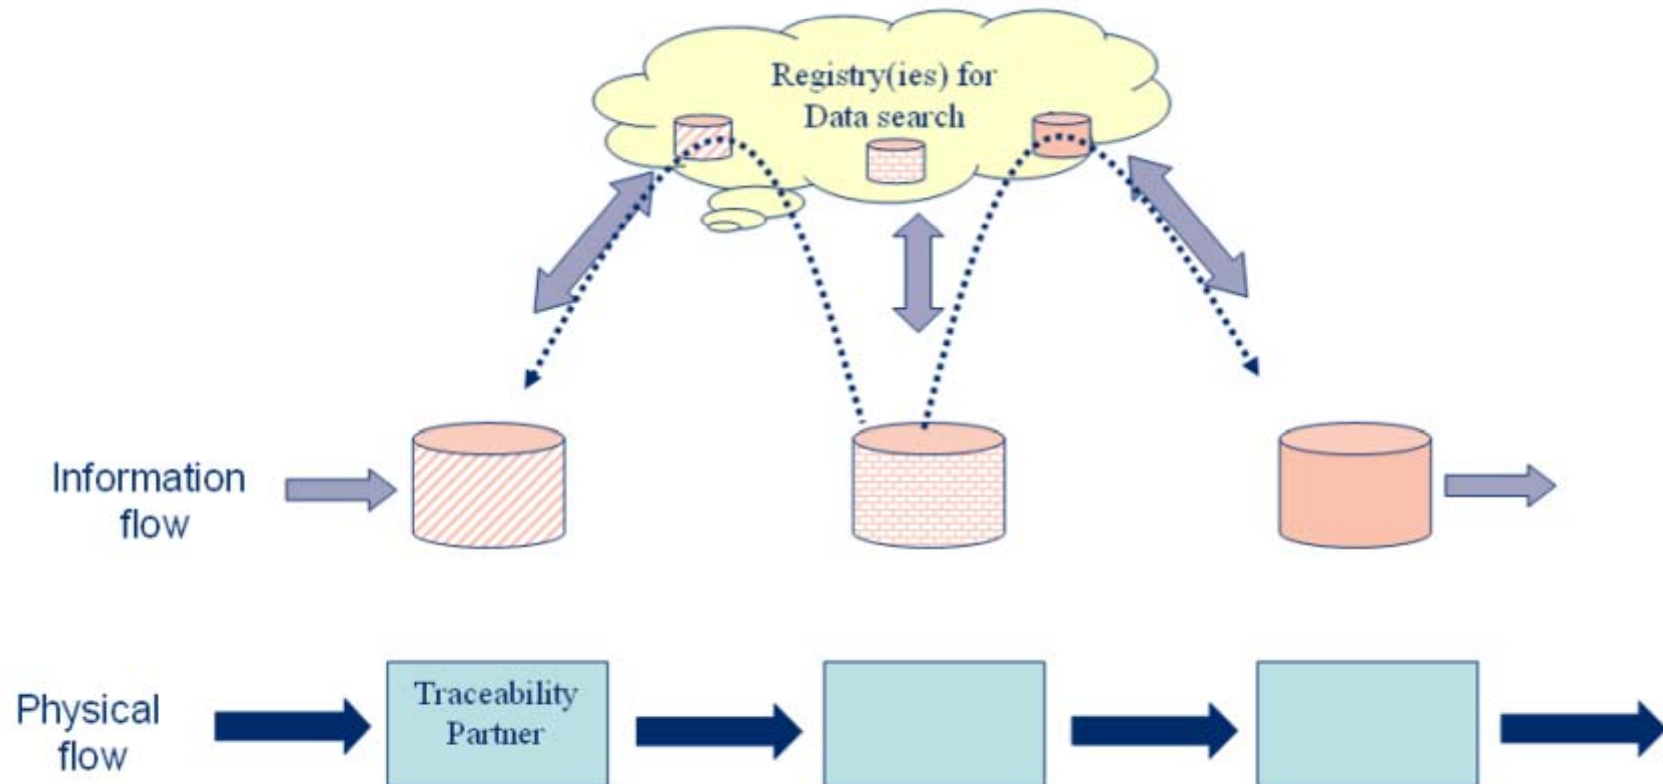 Registry(ies) for
Data search
Information
flow
Traceability
Partner
Physical
flow